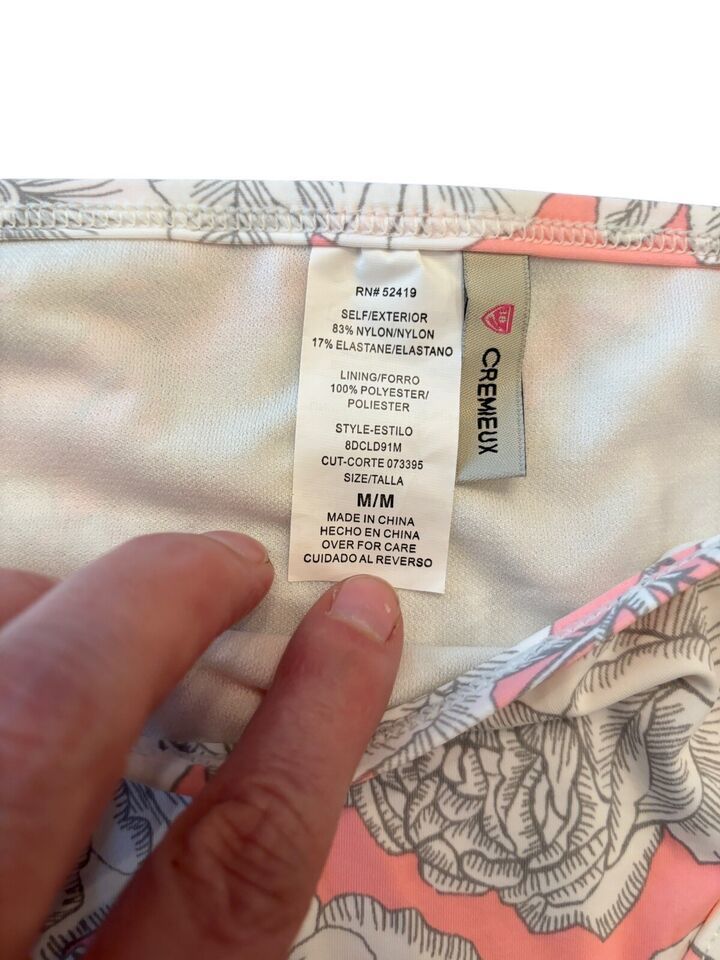 RN# 52419
SELF/EXTERIOR
83% NYLON/NYLON
17% ELASTANE/ELASTANO
LINING/FORRO
100% POLYESTER/
POLIESTER
STYLE-ESTILO
8DCLD91M
CUT-CORTE 073395
SIZE/TALLA
M/M
MADE IN CHINA
HECHO EN CHINA
OVER FOR CARE
CUIDADO AL REVERSO
38
CREMIEUX